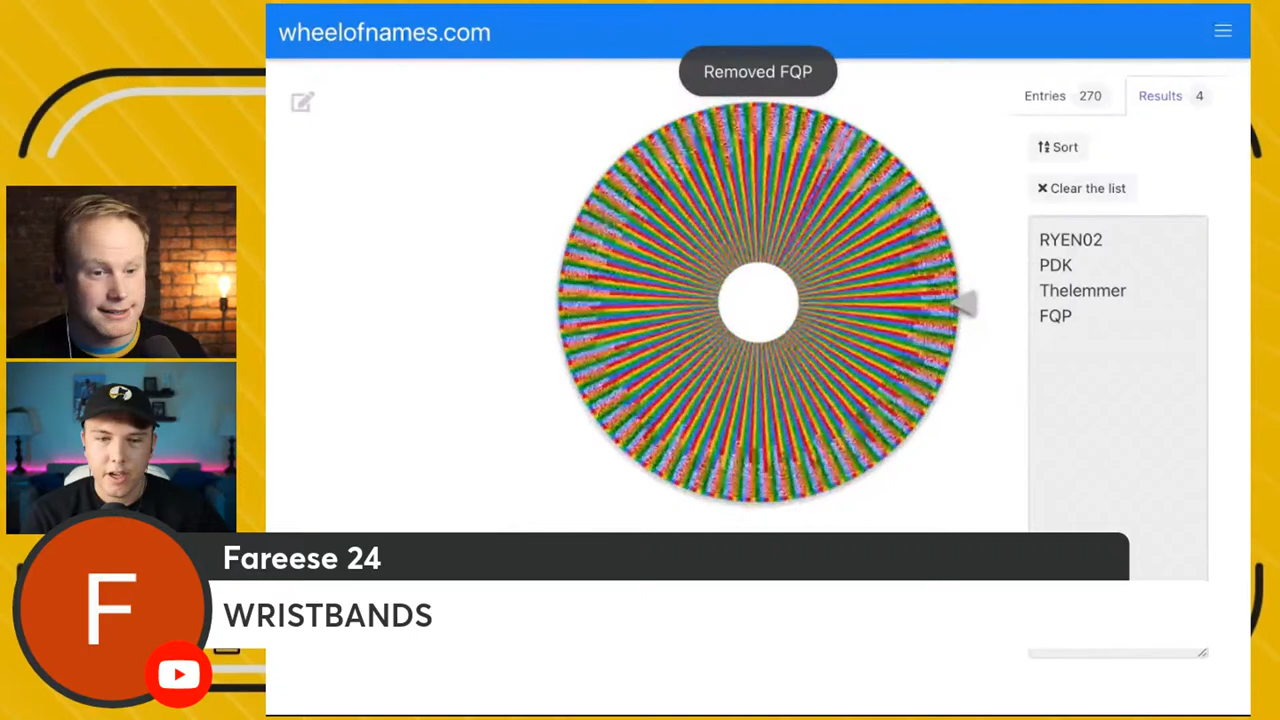 wheelofnames.com
Removed FQP
Entries 270
Results 4
Sort
Clear the list
RYEN02
PDK
Thelemmer
FQP
F
Fareese 24
WRISTBANDS